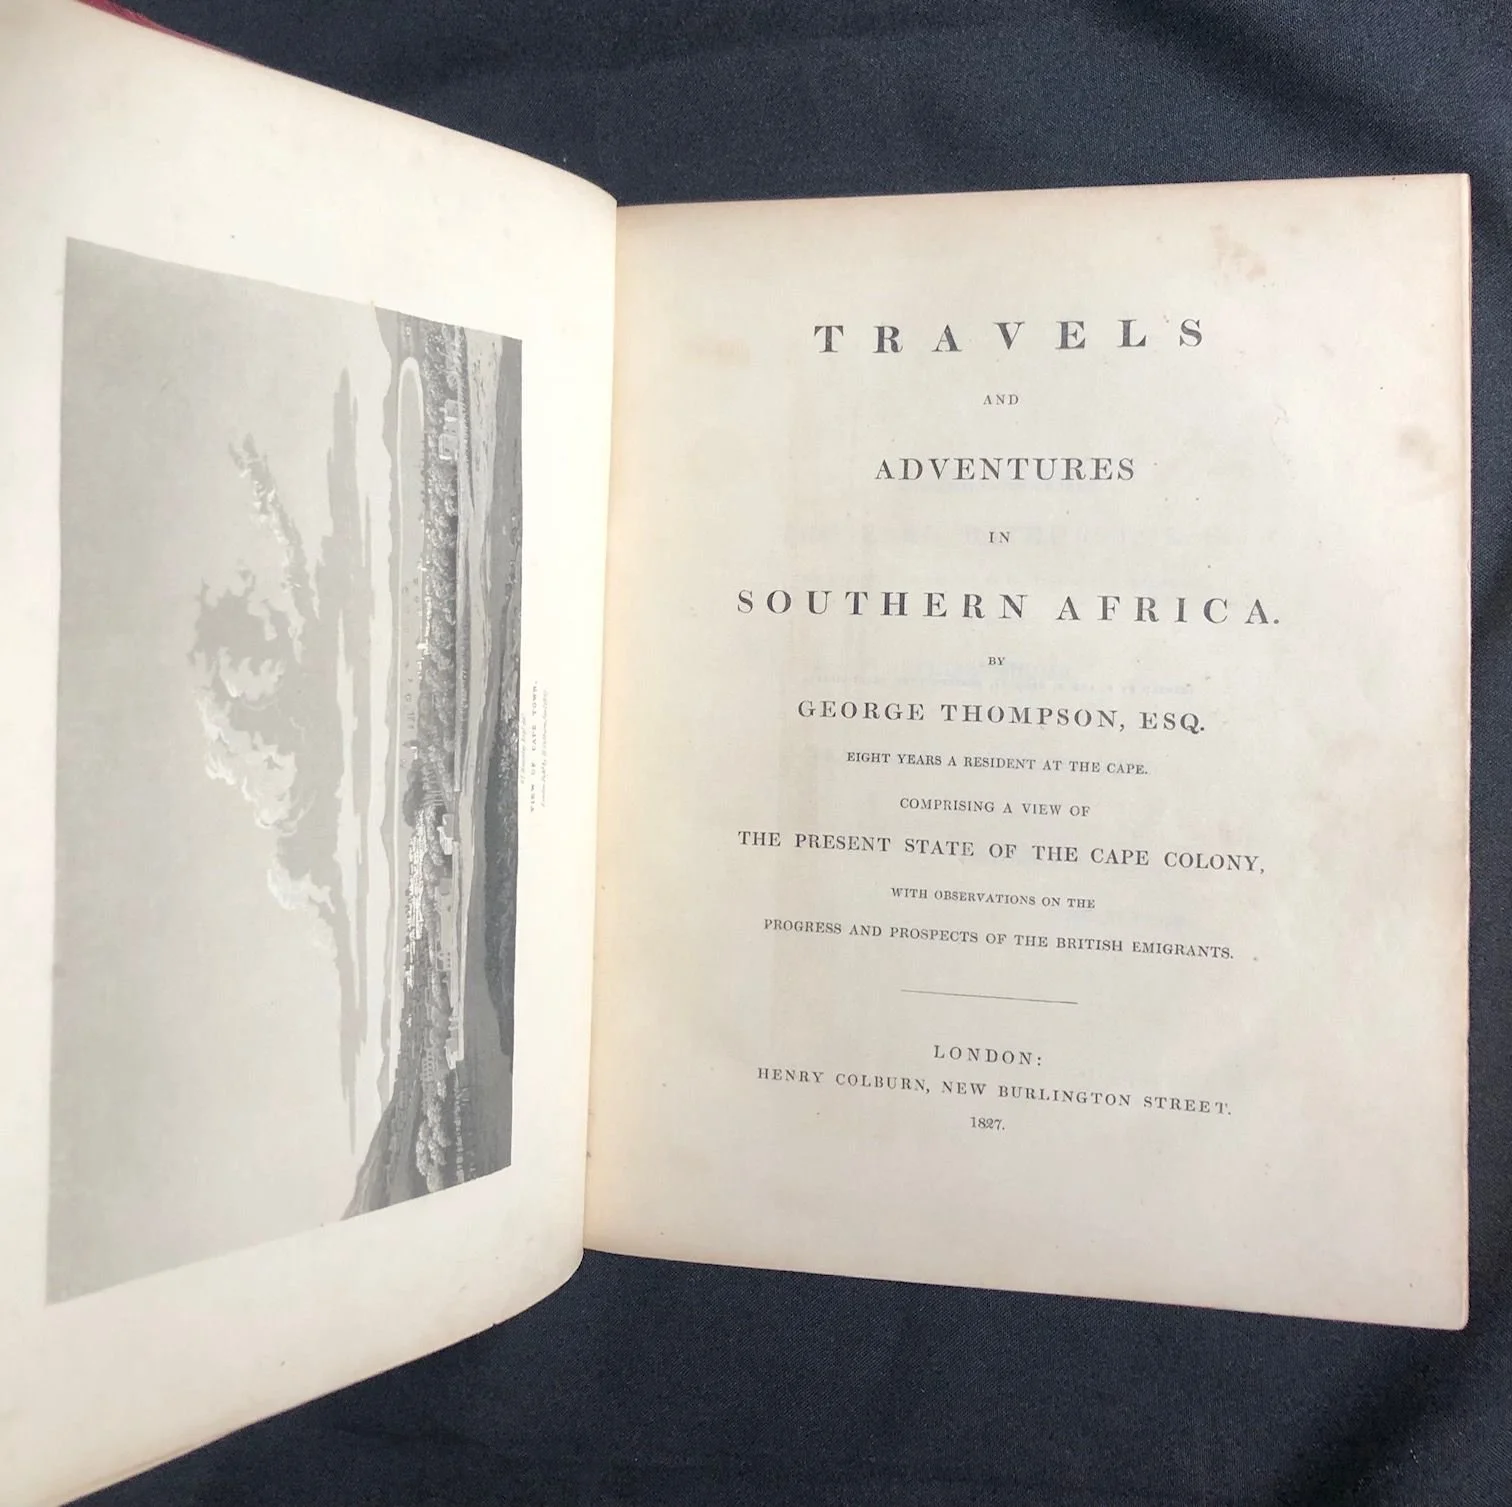 VIEW OF CAPE TOWN.
TRAVELS
AND
ADVENTURES
IN
SOUTHERN AFRICA.
BY
GEORGE THOMPSON, ESQ.
EIGHT YEARS A RESIDENT AT THE CAPE.
COMPRISING A VIEW OF
THE PRESENT STATE OF THE CAPE COLONY,
WITH OBSERVATIONS ON THE
PROGRESS AND PROSPECTS OF THE BRITISH EMIGRANTS.
LONDON:
HENRY COLBURN, NEW BURLINGTON STREET.
1827.